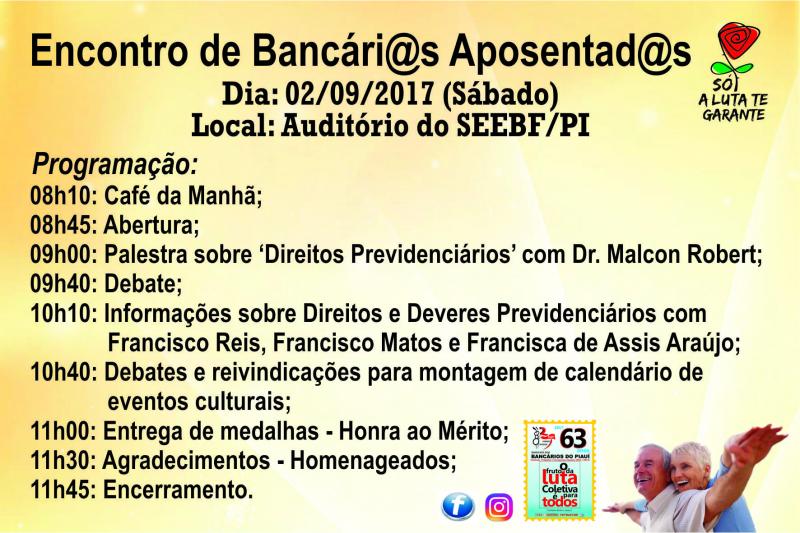 Encontro de Bancári@s Aposentad@s
Dia: 02/09/2017 (Sábado)
Local: Auditório do SEEBF/PI
SÓ
A LUTA TE
GARANTE
Programação:
08h10: Café da Manhã;
08h45: Abertura;
09h00: Palestra sobre ‘Direitos Previdenciários’ com Dr. Malcon Robert;
09h40: Debate;
10h10: Informações sobre Direitos e Deveres Previdenciários com
Francisco Reis, Francisco Matos e Francisca de Assis Araújo;
10h40: Debates e reivindicações para montagem de calendário de
eventos culturais;
11h00: Entrega de medalhas - Honra ao Mérito;
11h30: Agradecimentos - Homenageados;
11h45: Encerramento.
63
BANCÁRIOS DO PIAUÍ
o
fruto da
luta
Coletiva
é para
todos